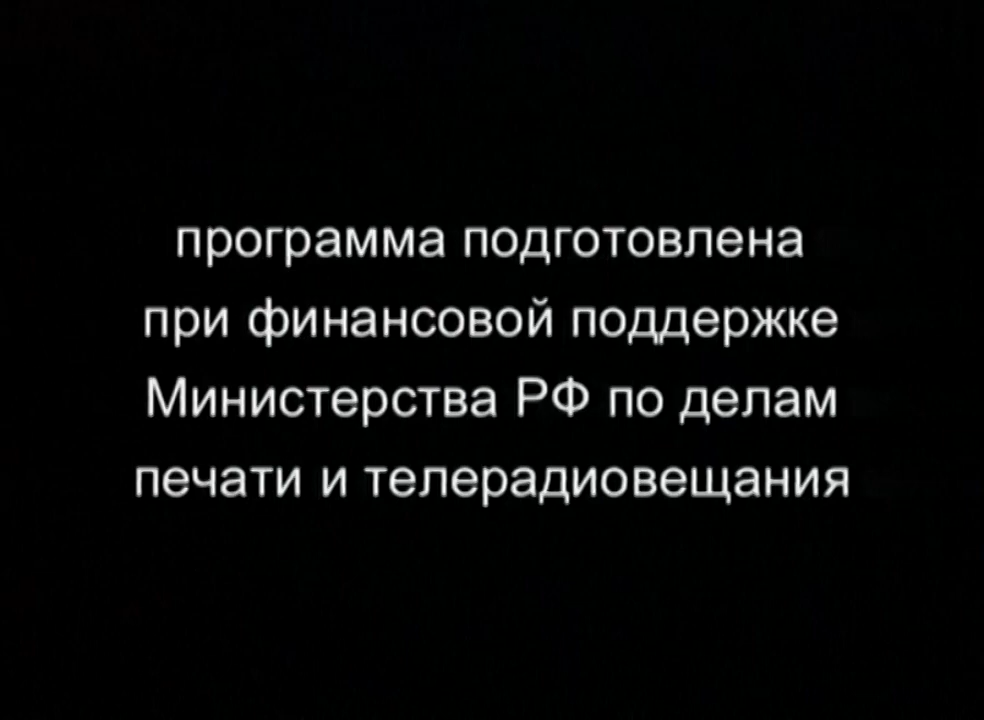 программа подготовлена
при финансовой поддержке
Министерства РФ по делам
печати и телерадиовещания